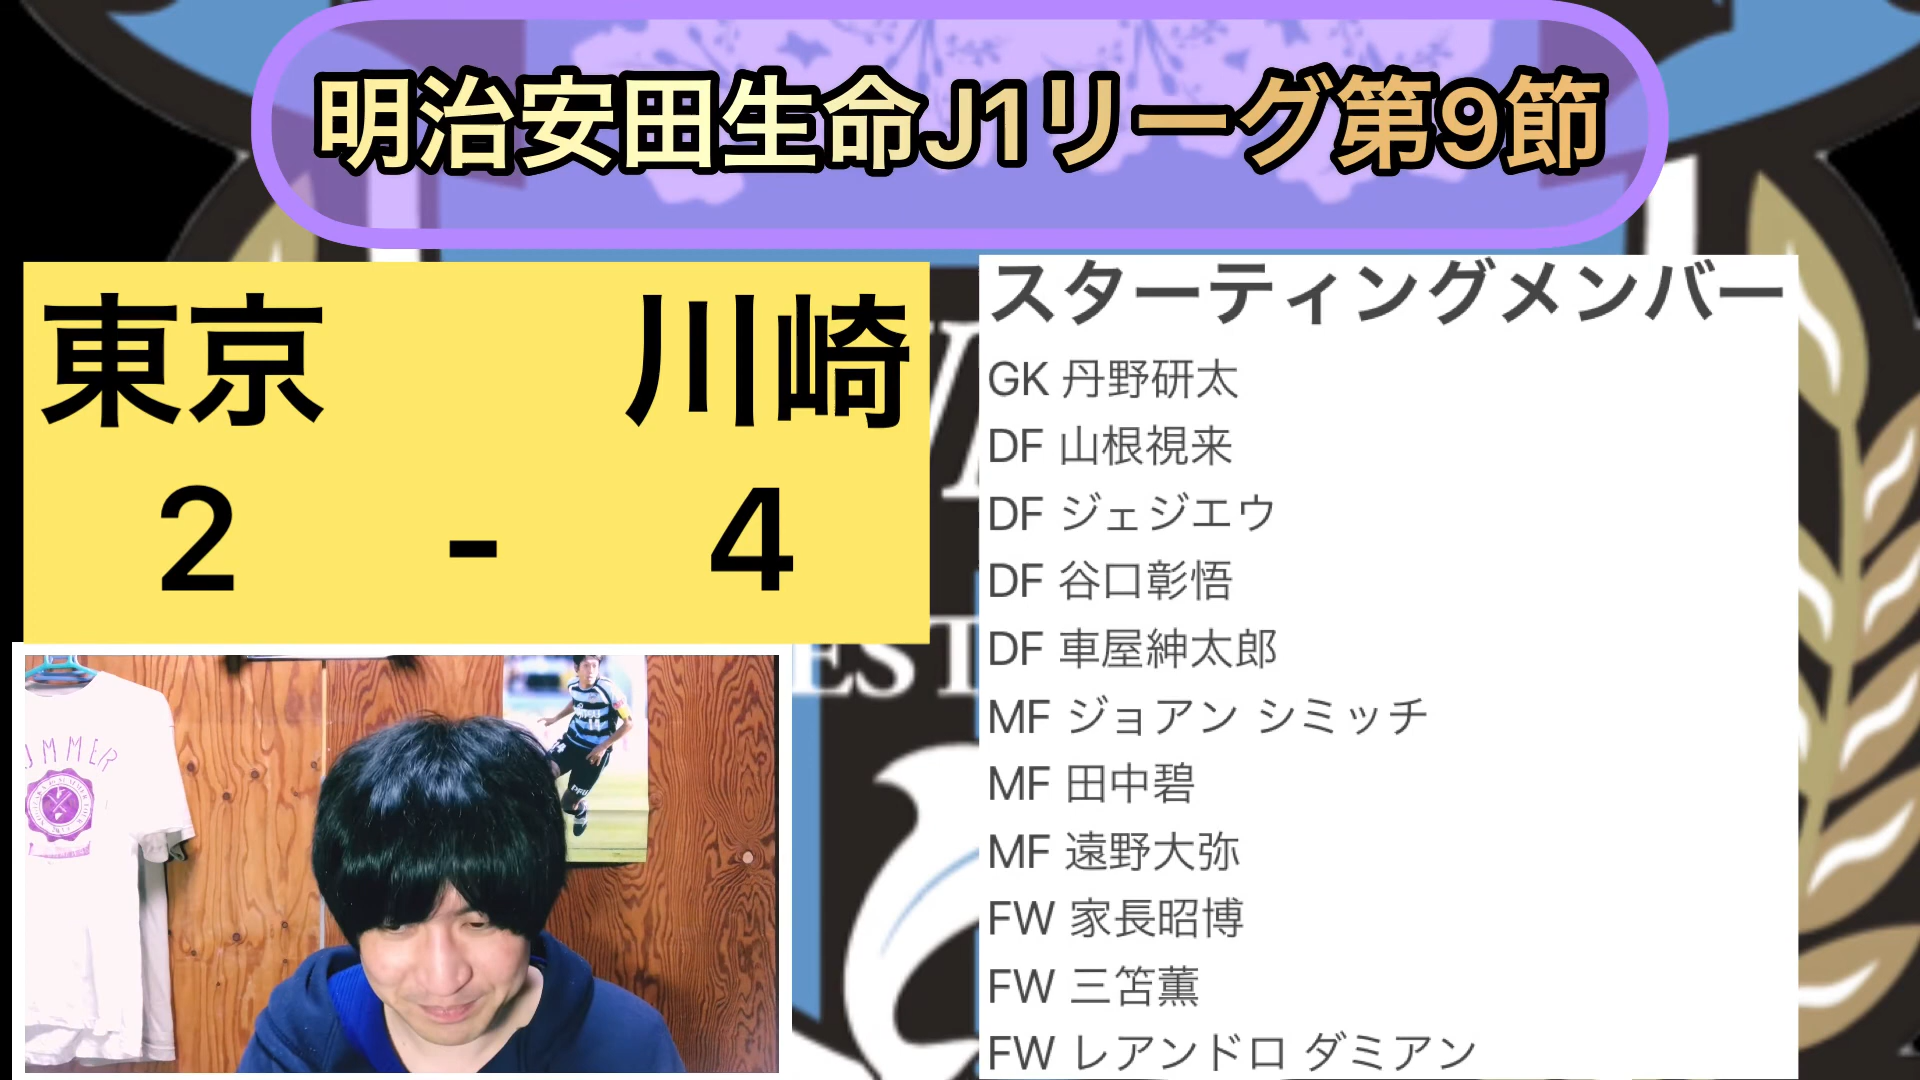 明治安田生命J1リーグ第9節
東京 川崎
2 - 4
スターティングメンバー
GK 丹野研太
DF 山根視来
DF ジェジエウ
DF 谷口彰悟
DF 車屋紳太郎
MF ジョアン シミッチ
MF 田中碧
MF 遠野大弥
FW 家長昭博
FW 三笘薫
FW レアンドロ ダミアン
EST
UMMER
14